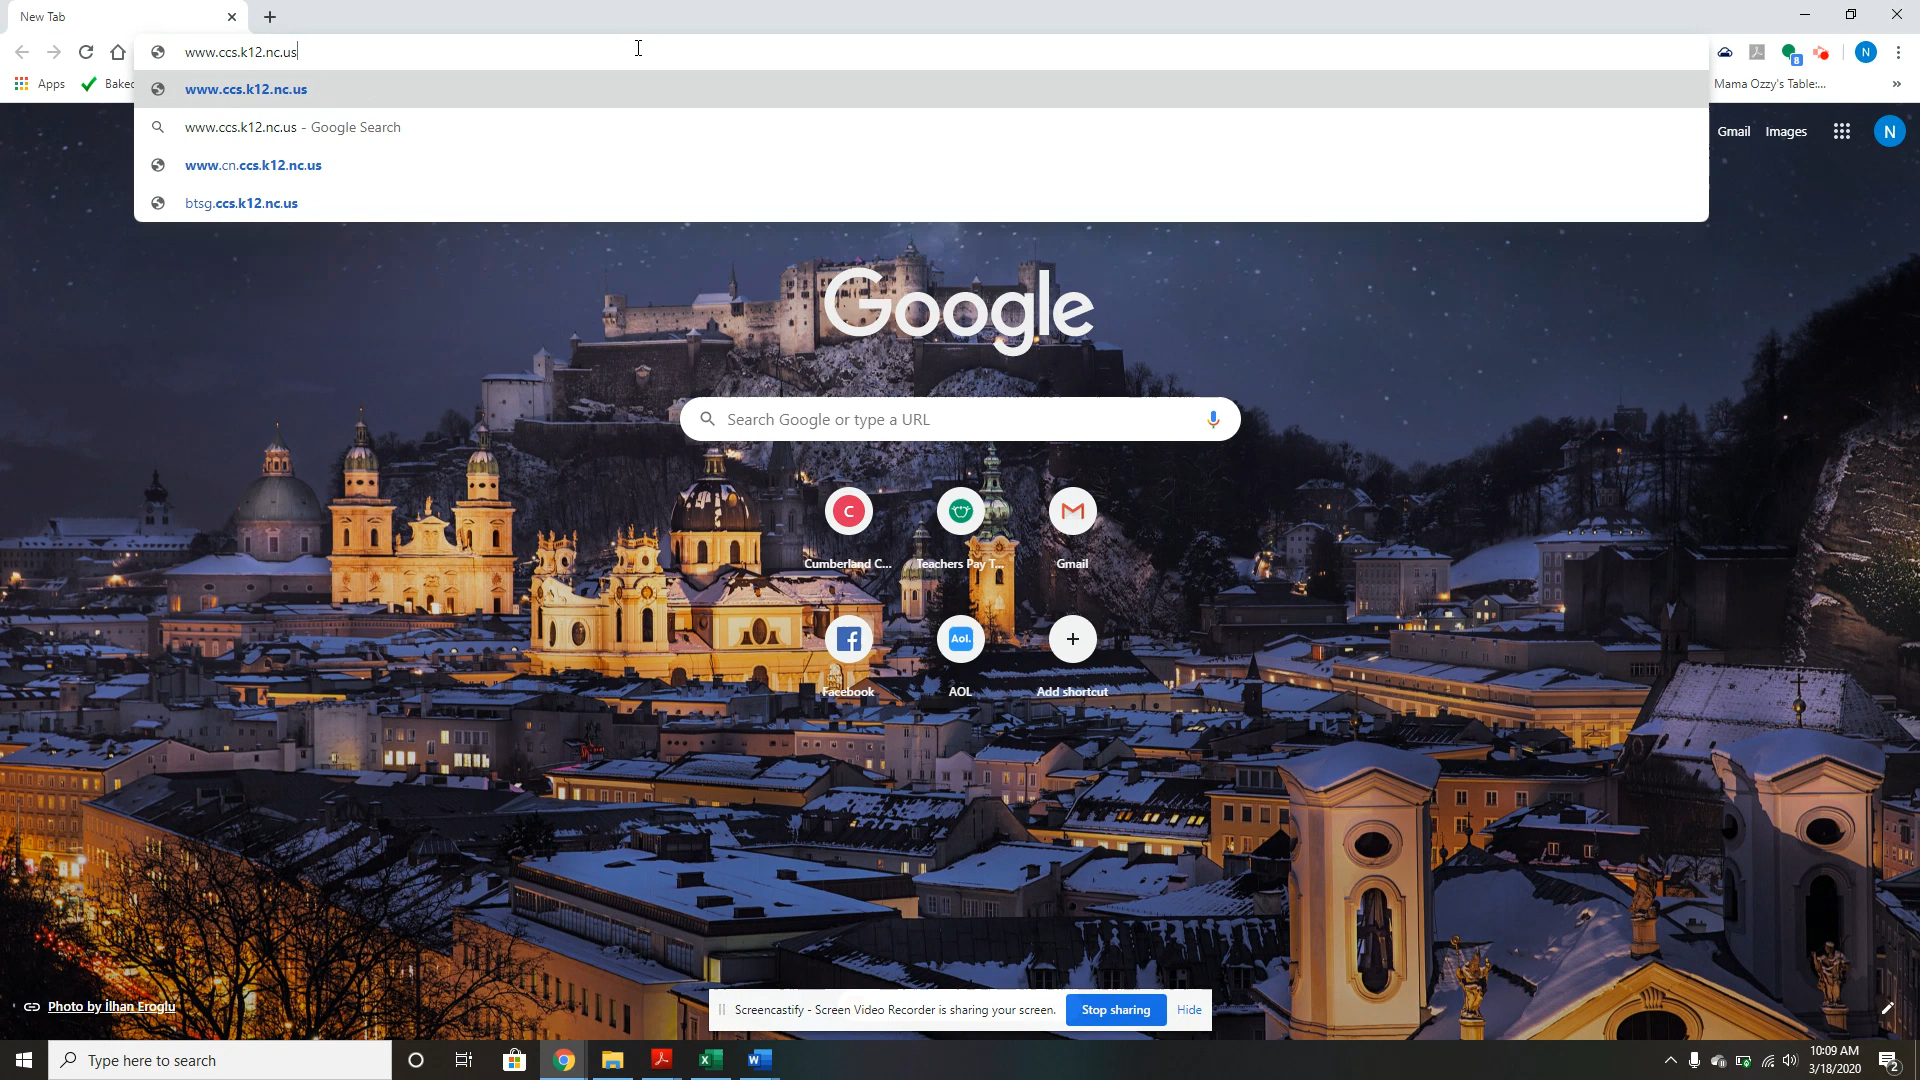 New Tab
www.ccs.k12.nc.us
Apps
Baked
Mama Ozzy's Table:...
www.ccs.k12.nc.us
www.ccs.k12.nc.us - Google Search
www.cn.ccs.k12.nc.us
btsg.ccs.k12.nc.us
Gmail Images N
N
8
Google
Search Google or type a URL
C
Cumberland C... Teachers Pay T... Gmail
Aol.
Facebook AOL Add shortcut
Photo by İlhan Eroglu
Screencastify - Screen Video Recorder is sharing your screen. Stop sharing Hide
Type here to search
10:09 AM
3/18/2020
2